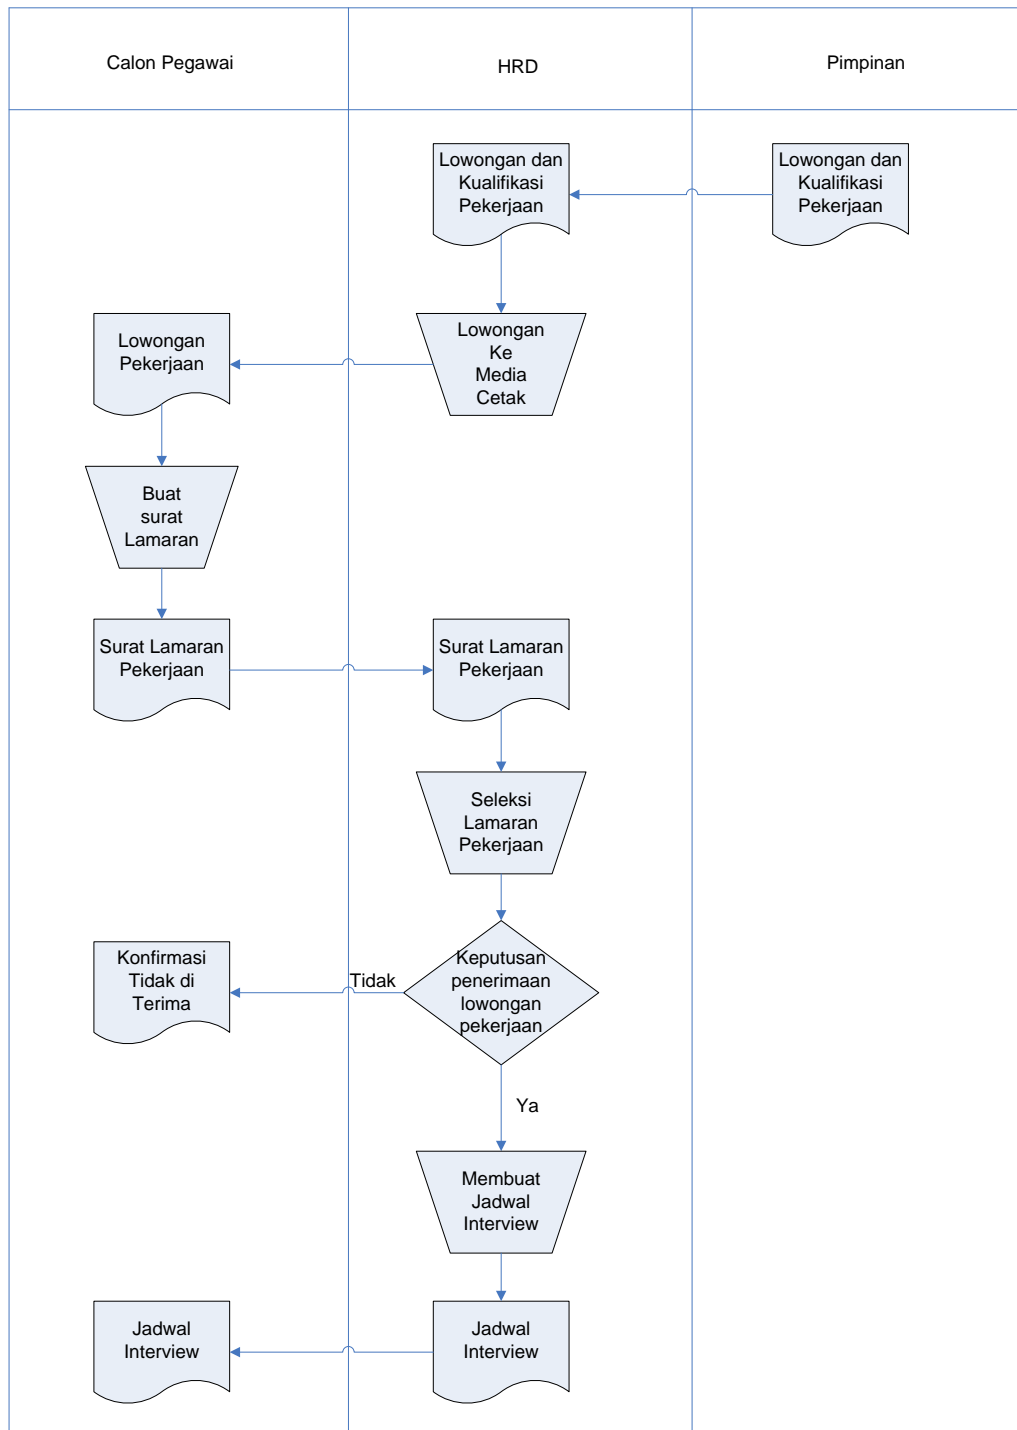 Calon Pegawai
HRD
Pimpinan
Lowongan dan
Kualifikasi
Pekerjaan
Lowongan dan
Kualifikasi
Pekerjaan
Lowongan
Pekerjaan
Lowongan
Ke
Media
Cetak
Buat
surat
Lamaran
Surat Lamaran
Pekerjaan
Surat Lamaran
Pekerjaan
Seleksi
Lamaran
Pekerjaan
Konfirmasi
Tidak di
Terima
Tidak
Keputusan
penerimaan
lowongan
pekerjaan
Ya
Membuat
Jadwal
Interview
Jadwal
Interview
Jadwal
Interview